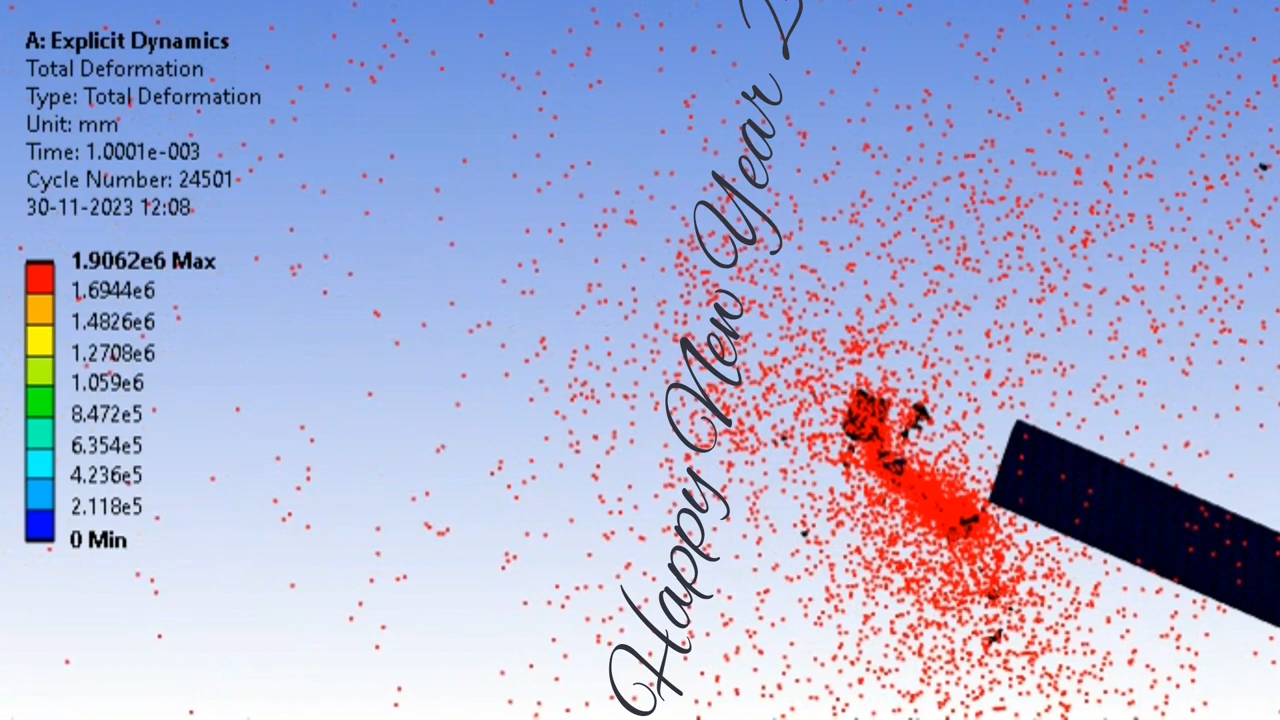 A: Explicit Dynamics
Total Deformation
Type: Total Deformation
Unit: mm
Time: 1.0001e-003
Cycle Number: 24501
30-11-2023 12:08
1.9062e6 Max
1.6944e6
1.4826e6
1.2708e6
1.059e6
8.472e5
6.354e5
4.236e5
2.118e5
0 Min
Happy New Year 2